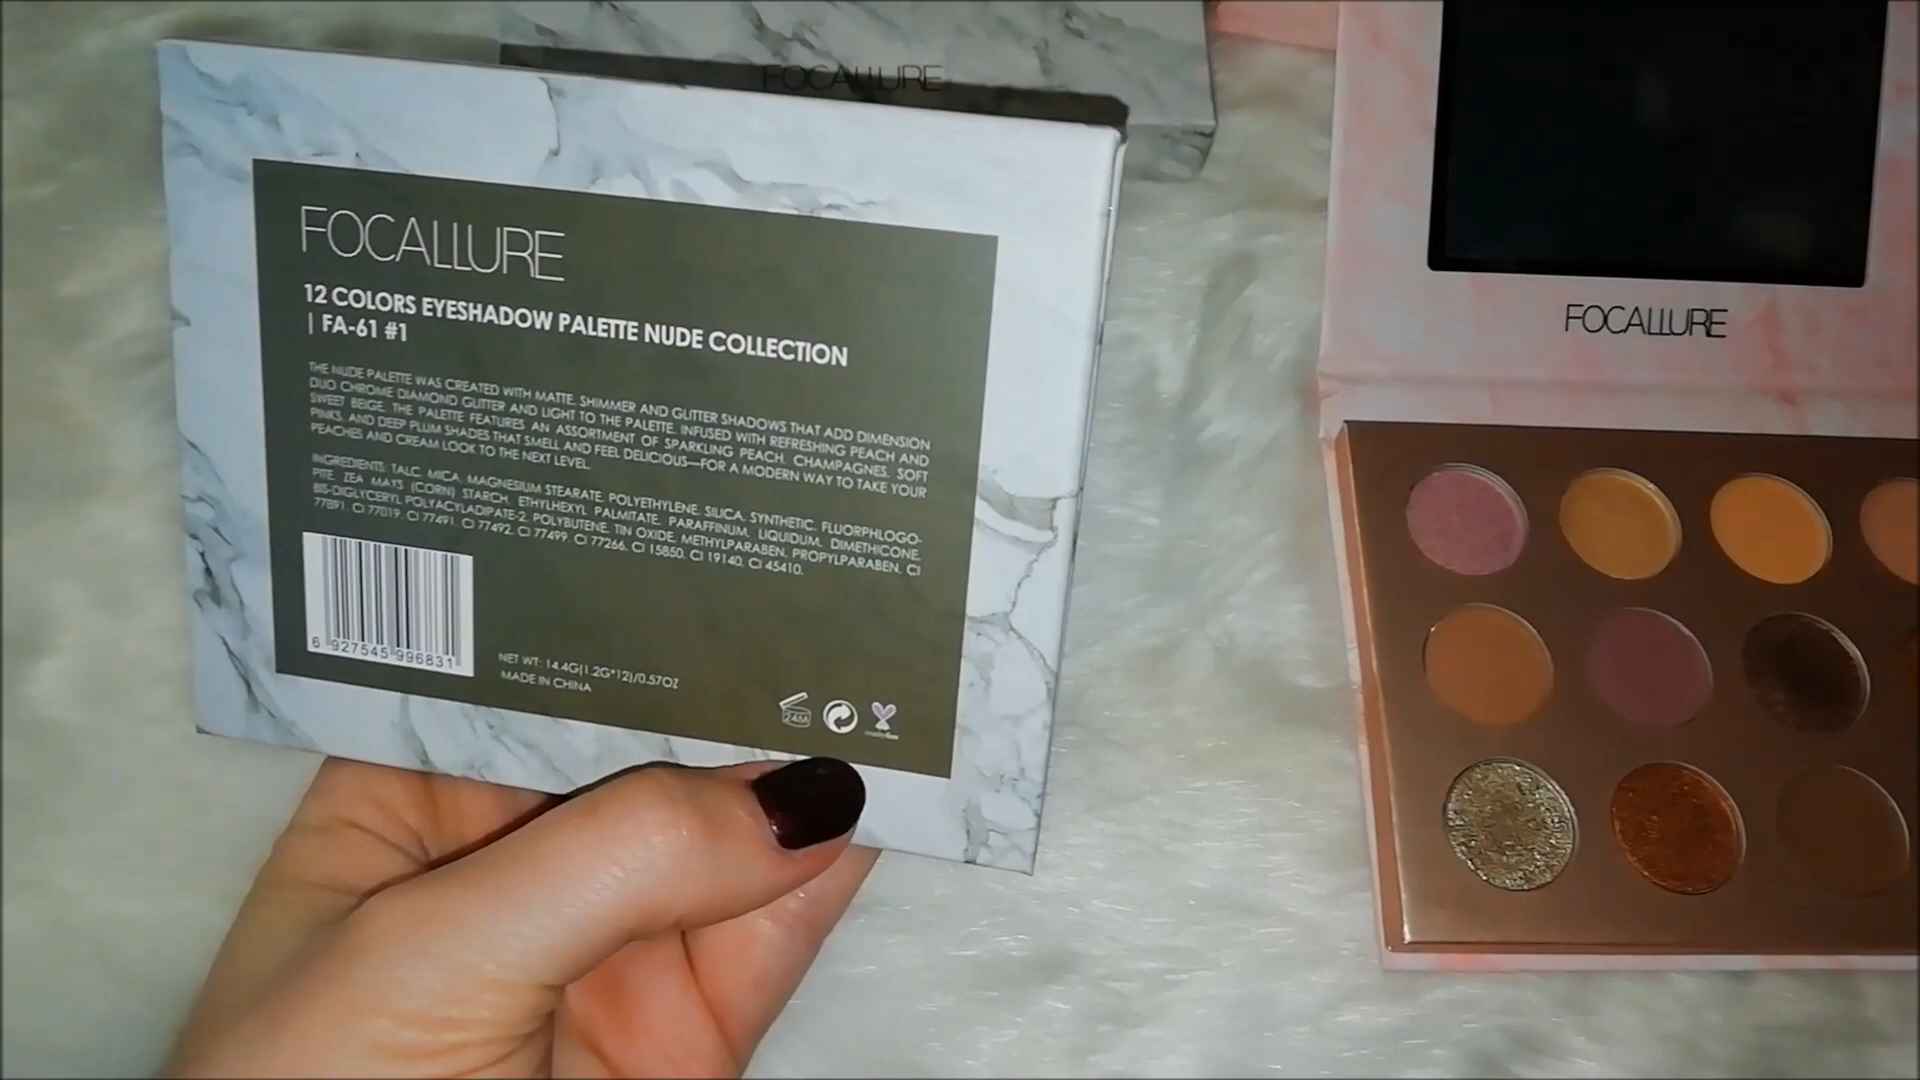 FOCALLURE
FOCALLURE
12 COLORS EYESHADOW PALETTE NUDE COLLECTION
| FA-61 #1
THE NUDE PALETTE WAS CREATED WITH MATTE, SHIMMER AND GLITTER SHADOWS THAT ADD DIMENSION
DUO CHROME DIAMOND GLITTER AND LIGHT TO THE PALETTE. INFUSED WITH REFRESHING PEACH AND
SWEET BEIGE. THE PALETTE FEATURES AN ASSORTMENT OF SPARKLING PEACH, CHAMPAGNES, SOFT
PINKS, AND DEEP PLUM SHADES THAT SMELL AND FEEL DELICIOUS—FOR A MODERN WAY TO TAKE YOUR
PEACHES AND CREAM LOOK TO THE NEXT LEVEL.
INGREDIENTS: TALC, MICA, MAGNESIUM STEARATE, POLYETHYLENE, SILICA, SYNTHETIC, FLUORPHLOGO-
PITE, ZEA MAYS (CORN) STARCH, ETHYLHEXYL PALMITATE, PARAFFINUM, LIQUIDUM, DIMETHICONE,
BIS-DIGLYCERYL POLYACYLADIPATE-2, POLYBUTENE, TIN OXIDE, METHYLPARABEN, PROPYLPARABEN, CI
77891, CI 77019, CI 77491, CI 77492, CI 77499, CI 77266, CI 15850, CI 19140, CI 45410.
6 927545 996831
NET WT: 14.4G(1.2G*12)/0.57OZ
MADE IN CHINA
24M
FOCALLURE